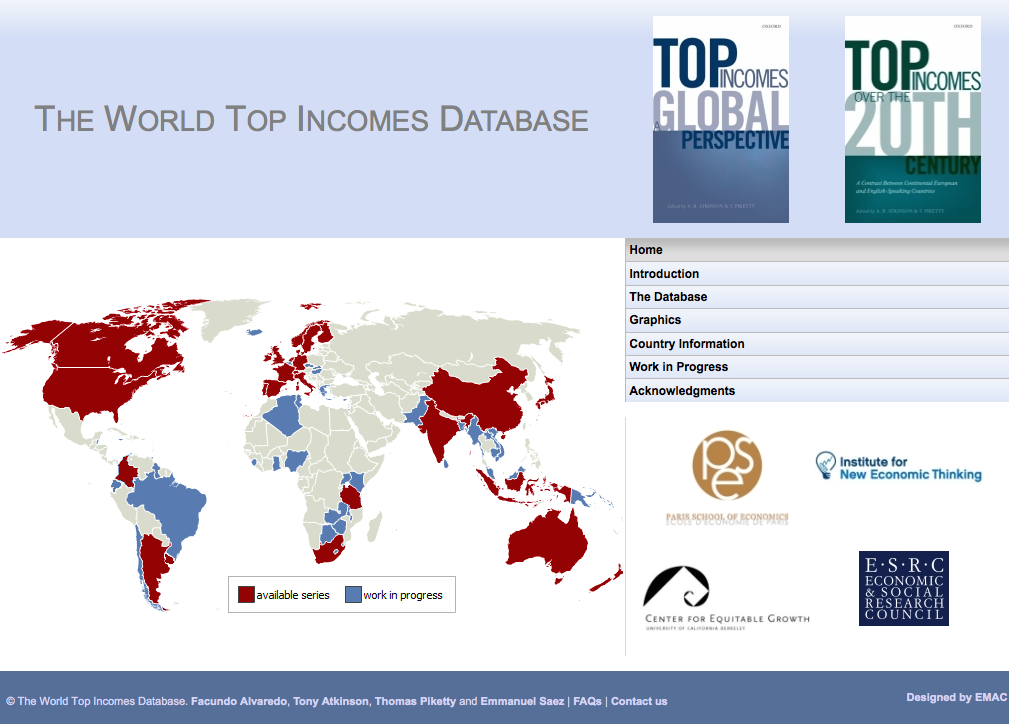 THE WORLD TOP INCOMES DATABASE
OXFORD
TOP
INCOMES
A
GLOBAL
PERSPECTIVE
Edited by A. B. ATKINSON & T. PIKETTY
OXFORD
TOP
INCOMES
OVER THE
20TH
CENTURY
A Contrast Between Continental European
and English-Speaking Countries
Edited by A. B. ATKINSON & T. PIKETTY
Home
Introduction
The Database
Graphics
Country Information
Work in Progress
Acknowledgments
available series
work in progress
pse
PARIS SCHOOL OF ECONOMICS
ECOLE D'ECONOMIE DE PARIS
Institute for
New Economic Thinking
CENTER FOR EQUITABLE GROWTH
UNIVERSITY OF CALIFORNIA BERKELEY
E·S·R·C
ECONOMIC
& SOCIAL
RESEARCH
COUNCIL
© The World Top Incomes Database. Facundo Alvaredo, Tony Atkinson, Thomas Piketty and Emmanuel Saez | FAQs | Contact us
Designed by EMAC